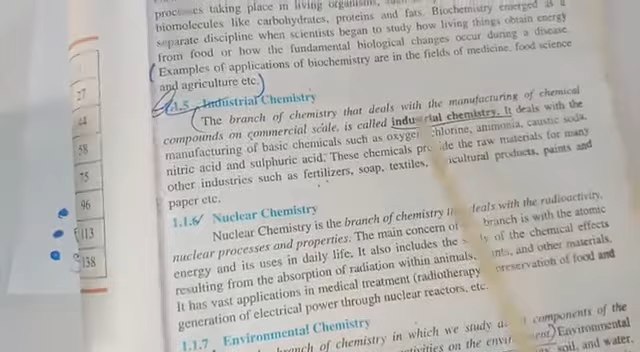 processes taking place in living organisms,
biomolecules like carbohydrates, proteins and fats. Biochemistry emerged as a
separate discipline when scientists began to study how living things obtain energy
from food or how the fundamental biological changes occur during a disease.
(Examples of applications of biochemistry are in the fields of medicine, food science
and agriculture etc.)
1.1.5 Industrial Chemistry
The branch of chemistry that deals with the manufacturing of chemical
compounds on commercial scale, is called industrial chemistry. It deals with the
manufacturing of basic chemicals such as oxygen chlorine, ammonia, caustic soda,
nitric acid and sulphuric acid. These chemicals the raw materials for many
other industries such as fertilizers, soap, textiles, products, paints and
paper etc.
1.1.6 Nuclear Chemistry
Nuclear Chemistry is the branch of chemistry deals with the radioactivity,
nuclear processes and properties. The main concern of branch is with the atomic
energy and its uses in daily life. It also includes the of the chemical effects
resulting from the absorption of radiation within animals, and other materials.
It has vast applications in medical treatment (radiotherapy preservation of food and
generation of electrical power through nuclear reactors, etc.
1.1.7 Environmental Chemistry
branch of chemistry in which we study components of the
on the Environmental
soil, and water.
27
44
58
75
96
113
138